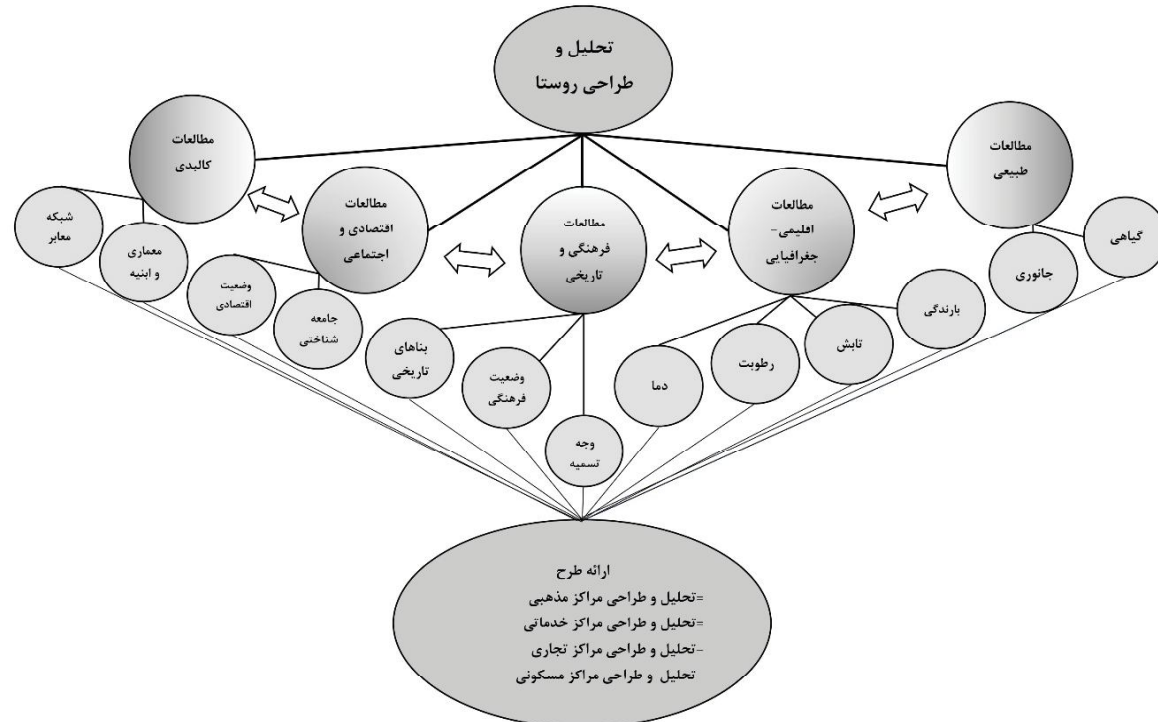 تحلیل و
طراحی روستا
مطالعات
طبیعی
مطالعات
اقلیمی-
جغرافیایی
مطالعات
فرهنگی و
تاریخی
مطالعات
اقتصادی و
اجتماعی
مطالعات
کالبدی
گیاهی
جانوری
بارندگی
تابش
رطوبت
دما
وجه
تسمیه
وضعیت
فرهنگی
بناهای
تاریخی
جامعه
شناختی
وضعیت
اقتصادی
معماری
و ابنیه
شبکه
معابر
ارائه طرح
=تحلیل و طراحی مراکز مذهبی
=تحلیل و طراحی مراکز خدماتی
-تحلیل و طراحی مراکز تجاری
تحلیل و طراحی مراکز مسکونی